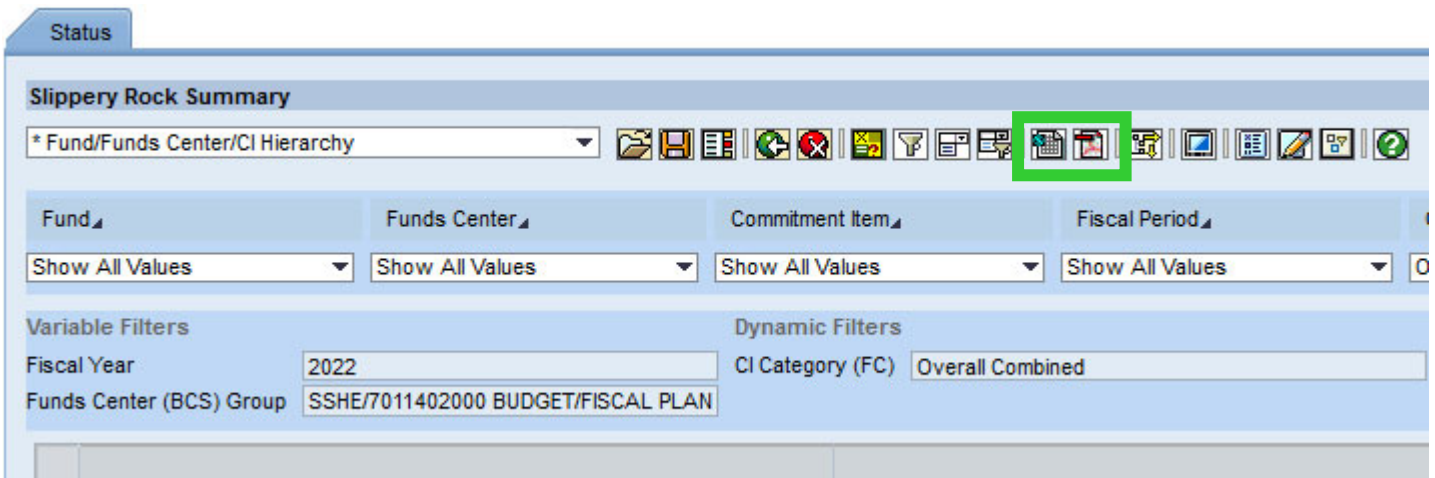 Status
Slippery Rock Summary
* Fund/Funds Center/CI Hierarchy
Fund Funds Center Commitment Item Fiscal Period
Show All Values Show All Values Show All Values Show All Values
Variable Filters Dynamic Filters
Fiscal Year 2022 CI Category (FC) Overall Combined
Funds Center (BCS) Group SSHE/7011402000 BUDGET/FISCAL PLAN